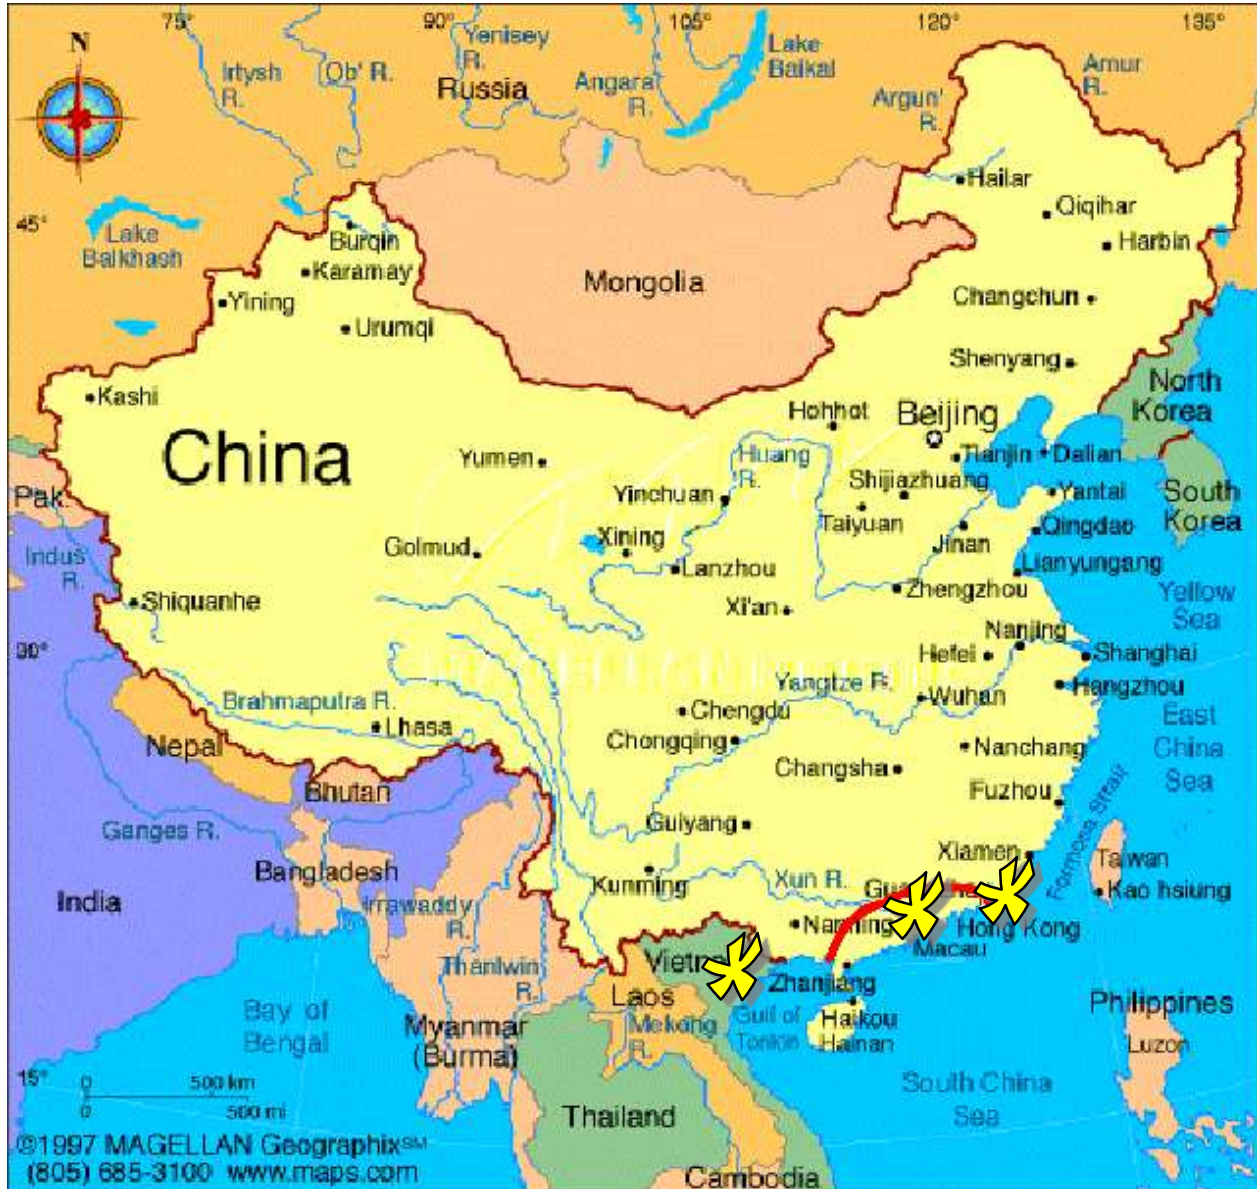 75°
90°
105°
120°
135°
N
Irtysh
R.
Ob' R.
Yenisey
R.
Russia
Angara
R.
Lake
Baikal
Argun'
R.
Amur
R.
Hailar
Qiqihar
Harbin
45°
Lake
Balkhash
Burqin
Karamay
Yining
Urumqi
Mongolia
Changchun
Shenyang
Kashi
China
Hohhot
Beijing
North
Korea
Yumen
Huang
R.
Tianjin
Dalian
Shijiazhuang
Yinchuan
Yantai
South
Korea
Pak.
Taiyuan
Qingdao
Golmud
Xining
Jinan
Indus
R.
Lanzhou
Lianyungang
Shiquanhe
Xi'an
Zhengzhou
Yellow
Sea
30°
Nanjing
Hefei
Shanghai
Brahmaputra R.
Yangtze R.
Wuhan
Hangzhou
Lhasa
Chengdu
East
China
Sea
Nepal
Chongqing
Nanchang
Bhutan
Changsha
Fuzhou
Formosa Strait
Ganges R.
Guiyang
Xiamen
Taiwan
Bangladesh
Kunming
Xun R.
Kao hsiung
India
Irrawaddy
R.
Nanning
Hong Kong
Macau
Thanlwin
R.
Zhanjiang
Laos
Bay of
Bengal
Myanmar
(Burma)
Mekong
R.
Gulf of
Tonkin
Haikou
Hainan
Philippines
Luzon
15°
0 500 km
0 500 mi
South China
Sea
Thailand
©1997 MAGELLAN Geographix℠
(805) 685-3100 www.maps.com
Cambodia